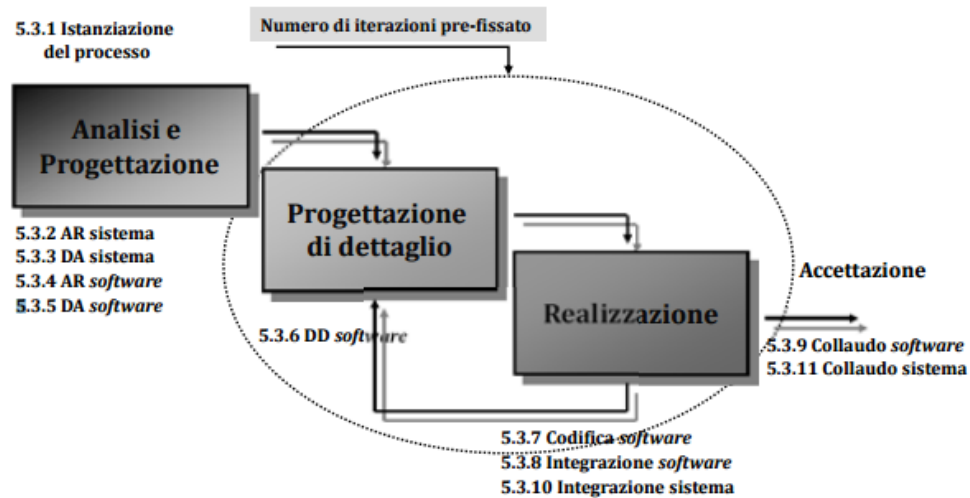 5.3.1 Istanziazione
del processo
Numero di iterazioni pre-fissato
Analisi e
Progettazione
5.3.2 AR sistema
5.3.3 DA sistema
5.3.4 AR software
5.3.5 DA software
Progettazione
di dettaglio
5.3.6 DD software
Realizzazione
5.3.7 Codifica software
5.3.8 Integrazione software
5.3.10 Integrazione sistema
Accettazione
5.3.9 Collaudo software
5.3.11 Collaudo sistema